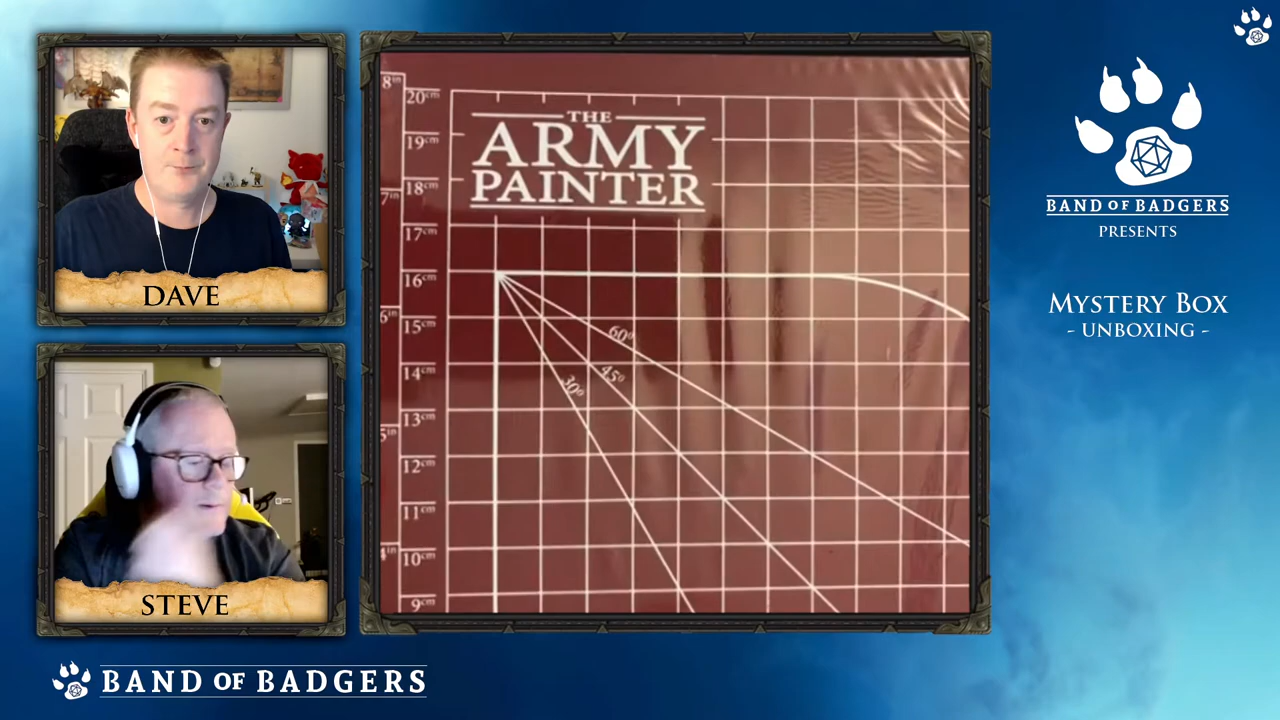 DAVE
STEVE
BAND OF BADGERS
8in
20cm
THE
ARMY
PAINTER
19cm
18cm
7in
17cm
16cm
6in
15cm
60°
14cm
45°
30°
13cm
5in
12cm
11cm
4in
10cm
9cm
BAND OF BADGERS
PRESENTS
MYSTERY BOX
- UNBOXING -